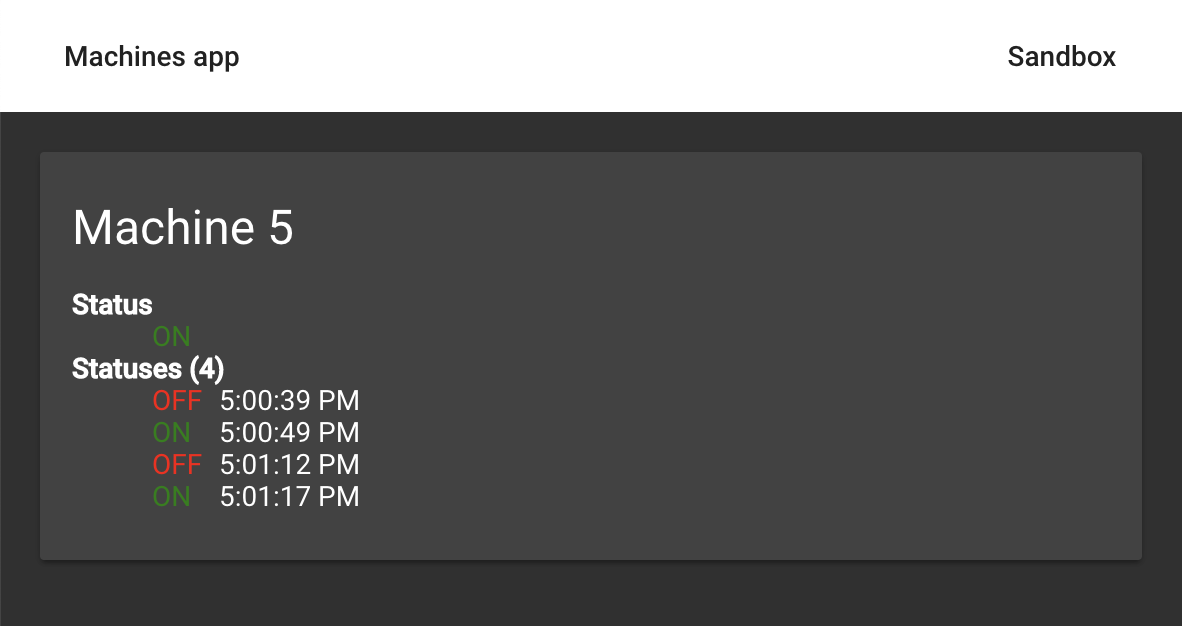 Machines app
Sandbox
Machine 5
Status
ON
Statuses (4)
OFF 5:00:39 PM
ON 5:00:49 PM
OFF 5:01:12 PM
ON 5:01:17 PM